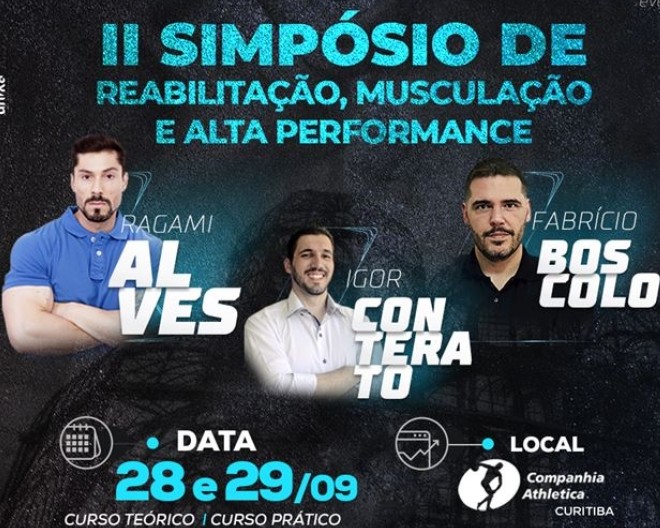 II SIMPÓSIO DE
REABILITAÇÃO, MUSCULAÇÃO
E ALTA PERFORMANCE
RAGAMI
AL
VES
IGOR
CON
TERA
TO
FABRÍCIO
BOS
COLO
DATA
28 e 29/09
CURSO TEÓRICO | CURSO PRÁTICO
LOCAL
Companhia
Athletica
CURITIBA